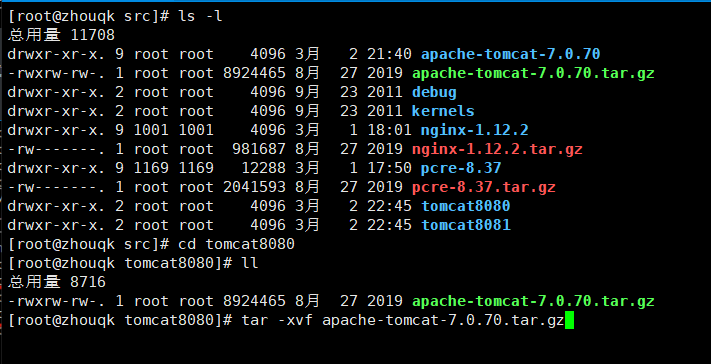 [root@zhouqk src]# ls -l
总用量 11708
drwxr-xr-x. 9 root root    4096 3月   2 21:40 apache-tomcat-7.0.70
-rwxrw-rw-. 1 root root 8924465 8月  27 2019 apache-tomcat-7.0.70.tar.gz
drwxr-xr-x. 2 root root    4096 9月  23 2011 debug
drwxr-xr-x. 2 root root    4096 9月  23 2011 kernels
drwxr-xr-x. 9 1001 1001    4096 3月   1 18:01 nginx-1.12.2
-rw-------. 1 root root  981687 8月  27 2019 nginx-1.12.2.tar.gz
drwxr-xr-x. 9 1169 1169   12288 3月   1 17:50 pcre-8.37
-rw-------. 1 root root 2041593 8月  27 2019 pcre-8.37.tar.gz
drwxr-xr-x. 2 root root    4096 3月   2 22:45 tomcat8080
drwxr-xr-x. 2 root root    4096 3月   2 22:45 tomcat8081
[root@zhouqk src]# cd tomcat8080
[root@zhouqk tomcat8080]# ll
总用量 8716
-rwxrw-rw-. 1 root root 8924465 8月  27 2019 apache-tomcat-7.0.70.tar.gz
[root@zhouqk tomcat8080]# tar -xvf apache-tomcat-7.0.70.tar.gz